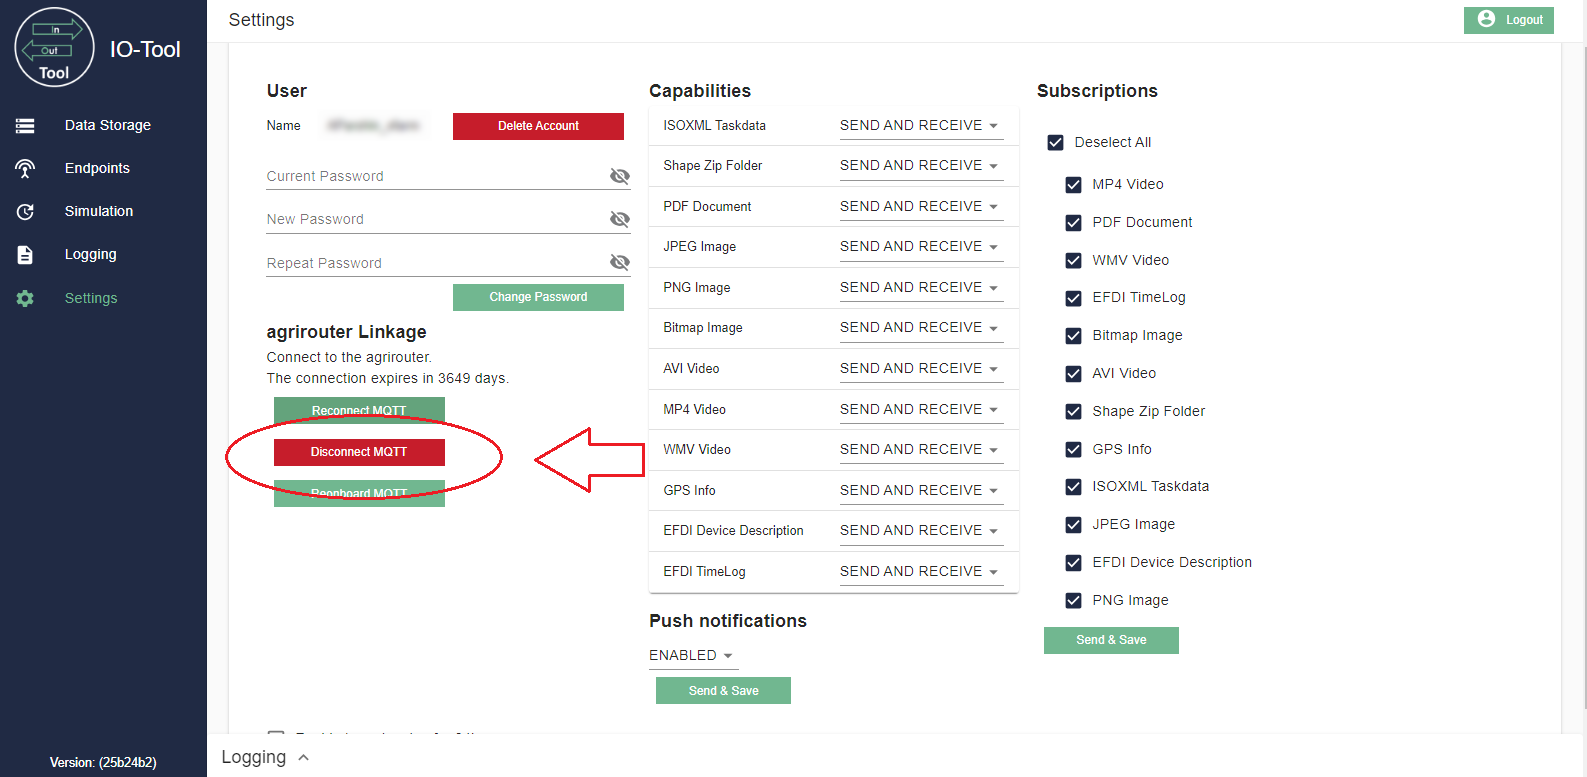 In
Out
Tool
IO-Tool
Data Storage
Endpoints
Simulation
Logging
Settings
Version: (25b24b2)
Settings
Logout
User
Name
Delete Account
Current Password
New Password
Repeat Password
Change Password
agrirouter Linkage
Connect to the agrirouter.
The connection expires in 3649 days.
Reconnect MQTT
Disconnect MQTT
Reonboard MQTT
Capabilities
ISOXML Taskdata SEND AND RECEIVE
Shape Zip Folder SEND AND RECEIVE
PDF Document SEND AND RECEIVE
JPEG Image SEND AND RECEIVE
PNG Image SEND AND RECEIVE
Bitmap Image SEND AND RECEIVE
AVI Video SEND AND RECEIVE
MP4 Video SEND AND RECEIVE
WMV Video SEND AND RECEIVE
GPS Info SEND AND RECEIVE
EFDI Device Description SEND AND RECEIVE
EFDI TimeLog SEND AND RECEIVE
Push notifications
ENABLED
Send & Save
Subscriptions
Deselect All
MP4 Video
PDF Document
WMV Video
EFDI TimeLog
Bitmap Image
AVI Video
Shape Zip Folder
GPS Info
ISOXML Taskdata
JPEG Image
EFDI Device Description
PNG Image
Send & Save
Logging